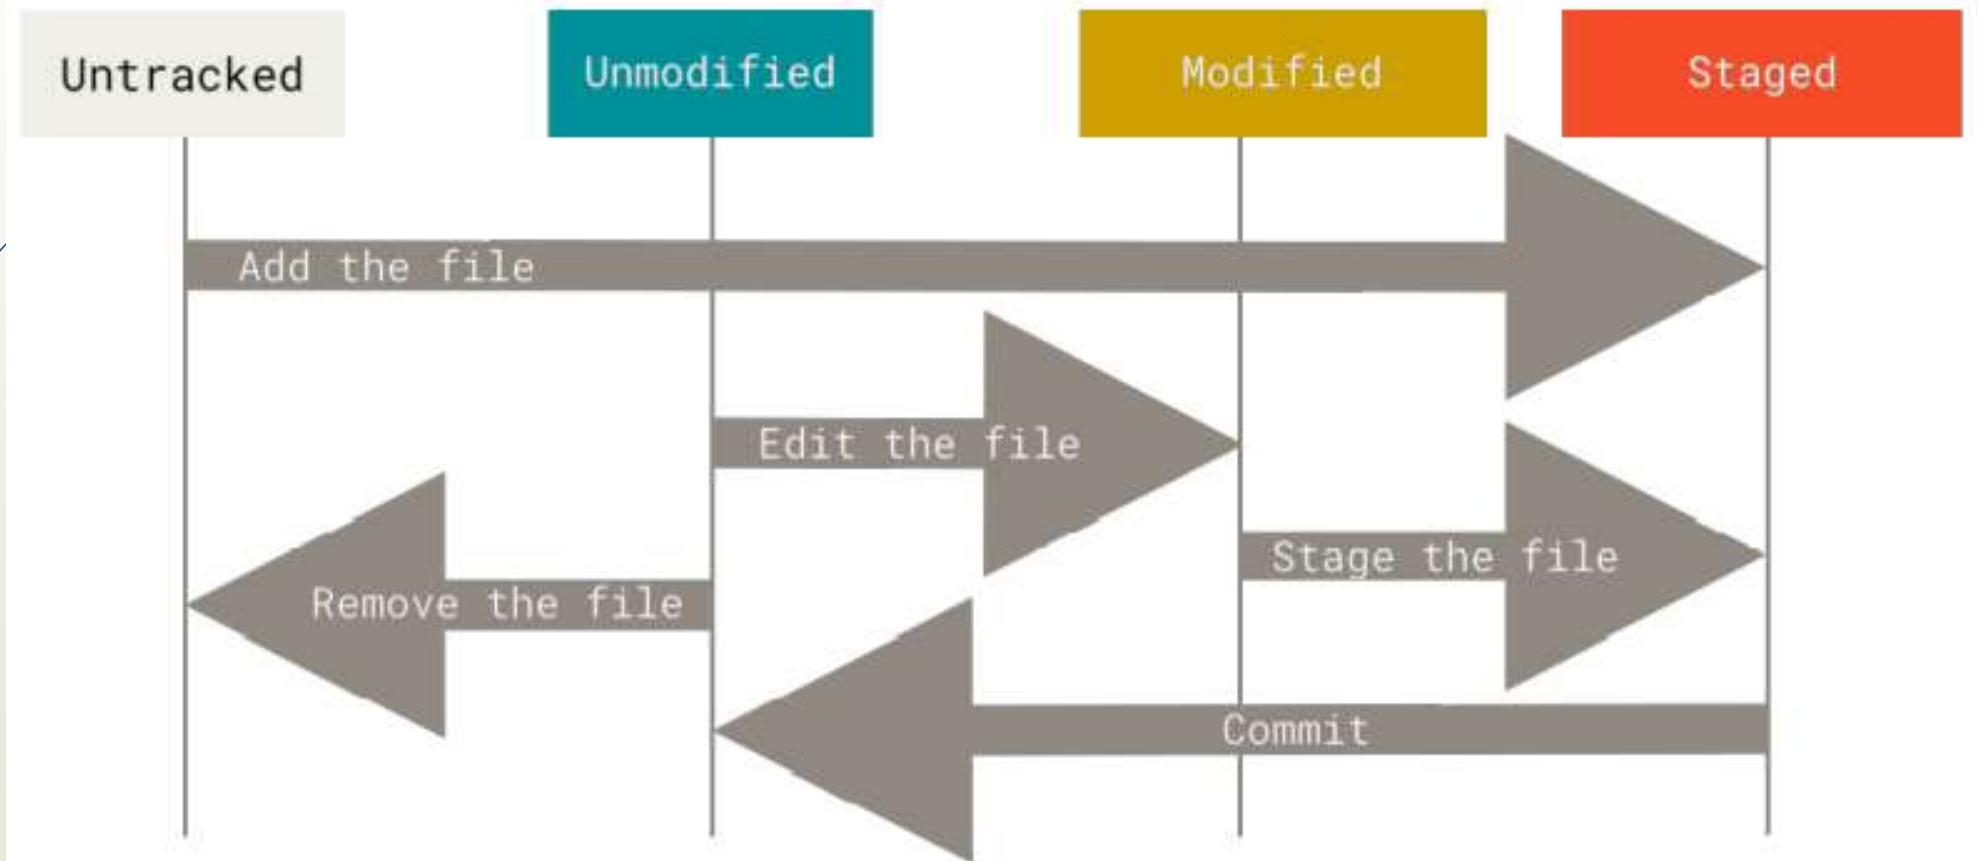 Untracked
Unmodified
Modified
Staged
Add the file
Edit the file
Stage the file
Remove the file
Commit